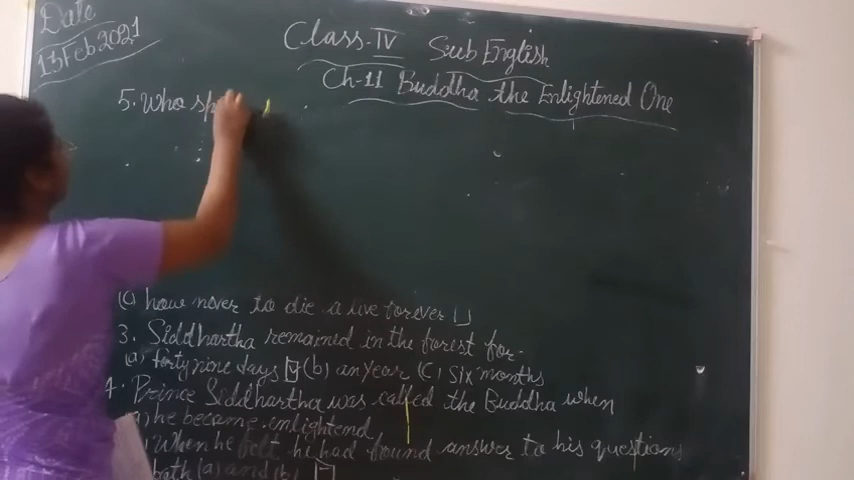 Date
13 Feb 2021
Class-IV Sub English
Ch-11 Buddha the Enlightened One
5. Who sp
(c) how never to die a live forever
3. Siddhartha remained in the forest for-
(a) forty nine days (b) an year (c) six months
4. Prince Siddhartha was called the Buddha when
he became enlightend
When he felt he had found answer to his questions
both (a) and (b)